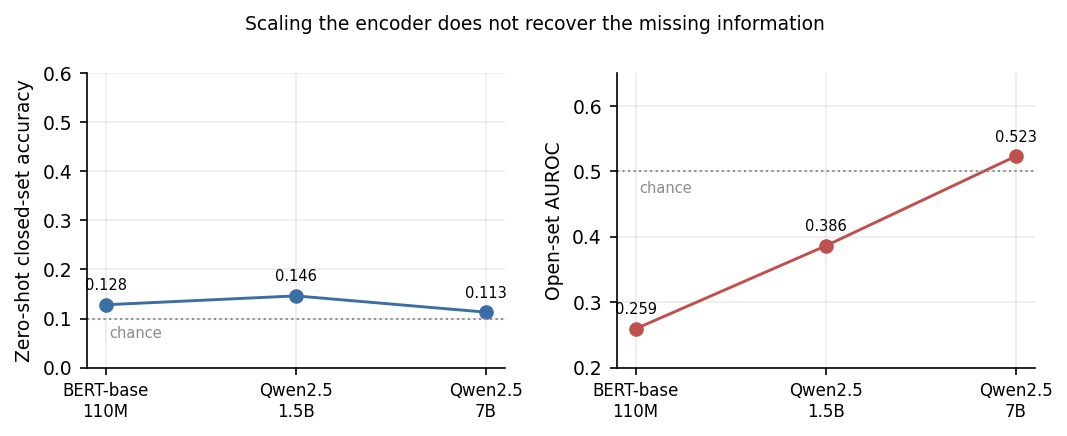 Scaling the encoder does not recover the missing information
Zero-shot closed-set accuracy
0.6
0.5
0.4
0.3
0.2
0.1
0.0
0.128
0.146
0.113
chance
BERT-base
110M
Qwen2.5
1.5B
Qwen2.5
7B
Open-set AUROC
0.6
0.5
0.4
0.3
0.2
0.259
0.386
0.523
chance
BERT-base
110M
Qwen2.5
1.5B
Qwen2.5
7B